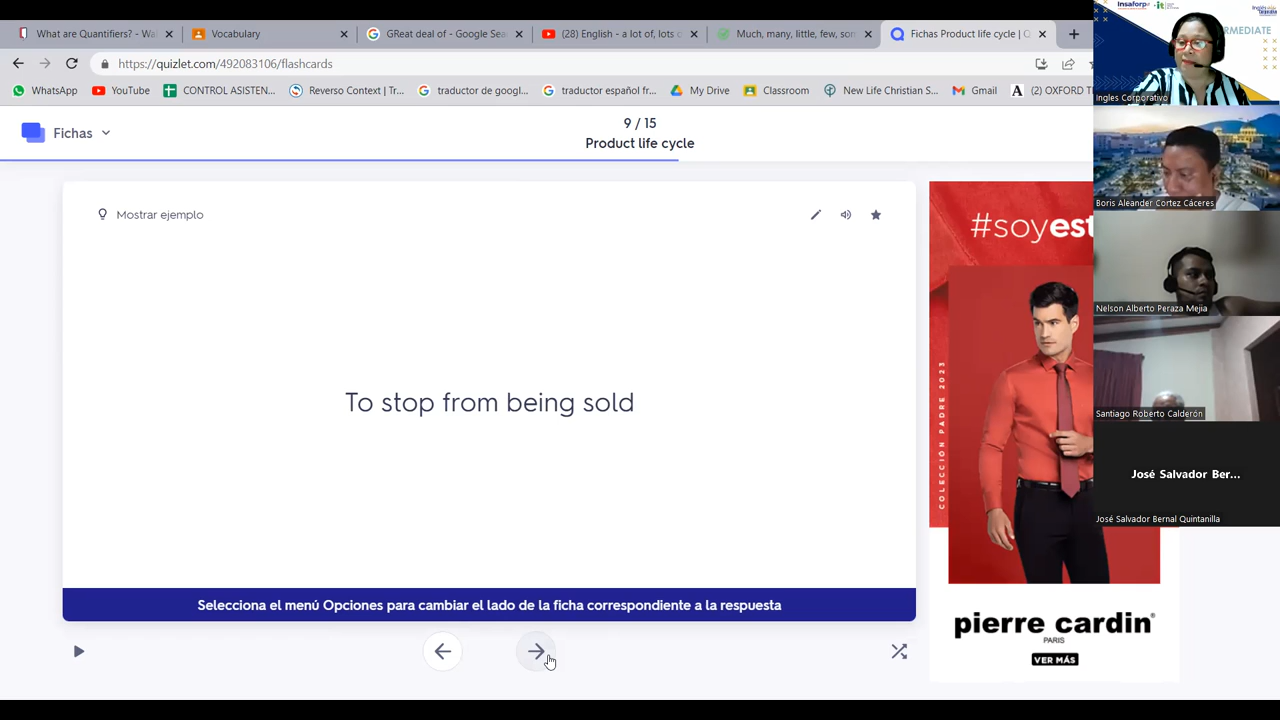 What are Quantifiers? - Wal
Vocabulary
GReat deal of - Google Sea
(28) English - a lot of, lots o
Much, many, little, few, som
Fichas Product life cycle | Q
https://quizlet.com/492083106/flashcards
WhatsApp
YouTube
CONTROL ASISTEN...
Reverso Context | Tr...
traductor de googl...
traductor español fr...
My Drive
Classroom
New Life Christian S...
Gmail
(2) OXFORD T
Fichas
9 / 15
Product life cycle
Mostrar ejemplo
To stop from being sold
Selecciona el menú Opciones para cambiar el lado de la ficha correspondiente a la respuesta
#soyest
COLECCIÓN PADRE 2023
pierre cardin
PARIS
VER MÁS
Insaforp
RMEDIATE
Ingles Corporativo
Boris Aleander Cortez Cáceres
Nelson Alberto Peraza Mejia
Santiago Roberto Calderón
José Salvador Ber...
José Salvador Bernal Quintanilla